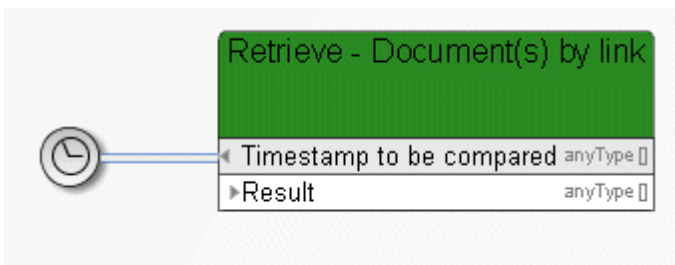 Retrieve - Document(s) by link
Timestamp to be compared anyType []
Result anyType []